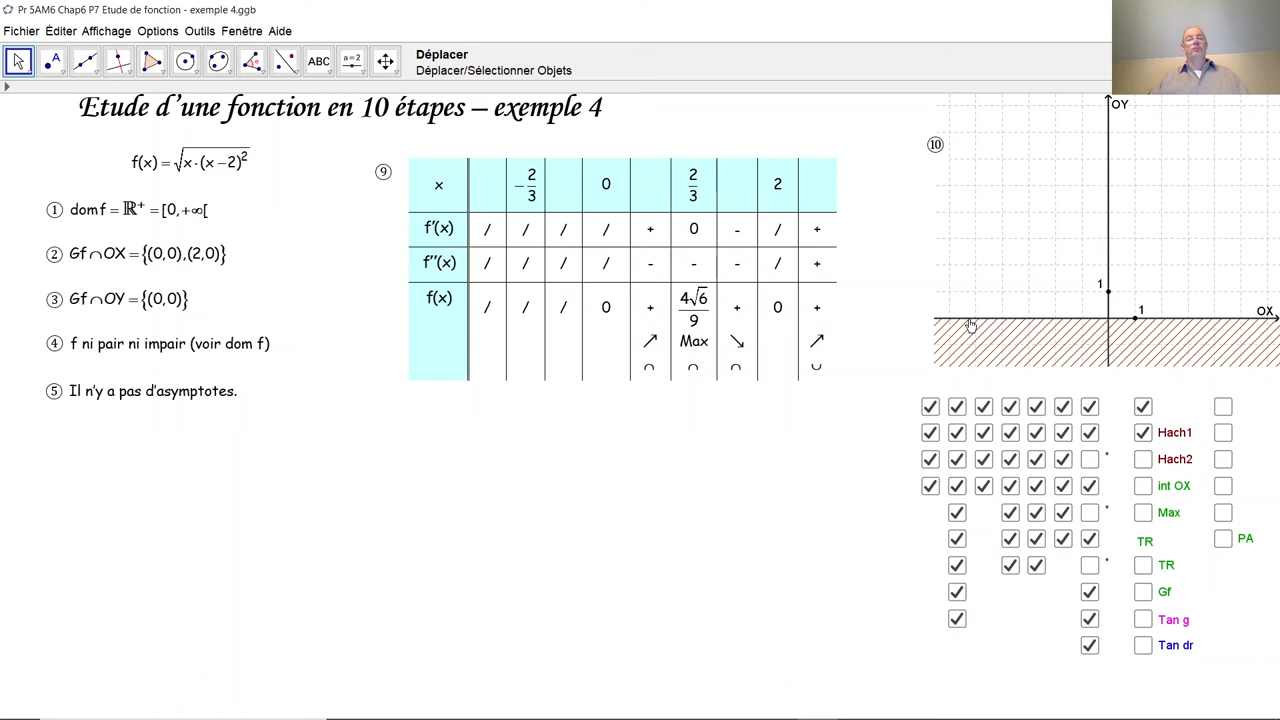 Pr 5AM6 Chap6 P7 Etude de fonction - exemple 4.ggb
Fichier Éditer Affichage Options Outils Fenêtre Aide
A ABC a=2 Déplacer
Déplacer/Sélectionner Objets
Etude d'une fonction en 10 étapes – exemple 4
f(x) = √(x·(x−2)²)
① dom f = ℝ⁺ = [0,+∞[
② Gf ∩ OX = {(0,0),(2,0)}
③ Gf ∩ OY = {(0,0)}
④ f ni pair ni impair (voir dom f)
⑤ Il n'y a pas d'asymptotes.
⑨
x −2/3 0 2/3 2
f'(x) / / / / + 0 - / +
f''(x) / / / / - - - / +
f(x) / / / 0 + 4√6/9 + 0 +
↗ Max ↘ ↗
∩ ∩ ∩ ∪
⑩
OY
1
1 OX
Hach1
* Hach2
int OX
* Max
TR PA
* TR
Gf
Tan g
Tan dr